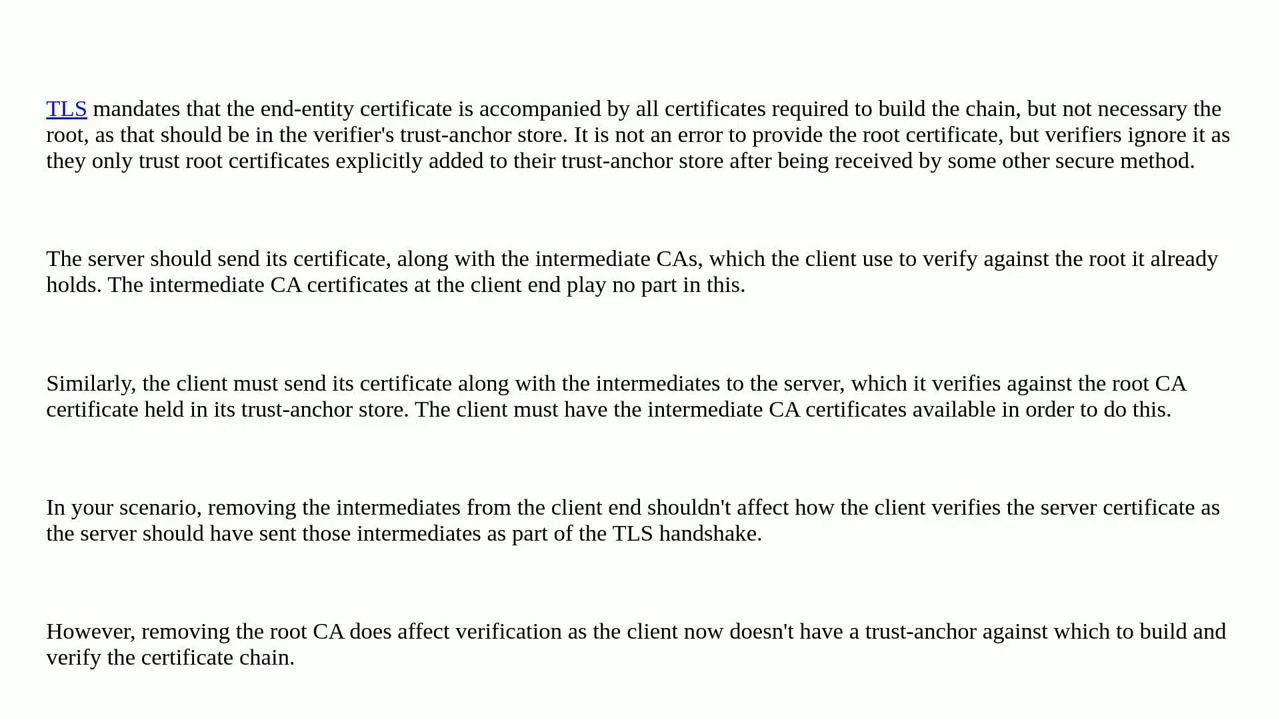 TLS mandates that the end-entity certificate is accompanied by all certificates required to build the chain, but not necessary the
root, as that should be in the verifier's trust-anchor store. It is not an error to provide the root certificate, but verifiers ignore it as
they only trust root certificates explicitly added to their trust-anchor store after being received by some other secure method.
The server should send its certificate, along with the intermediate CAs, which the client use to verify against the root it already
holds. The intermediate CA certificates at the client end play no part in this.
Similarly, the client must send its certificate along with the intermediates to the server, which it verifies against the root CA
certificate held in its trust-anchor store. The client must have the intermediate CA certificates available in order to do this.
In your scenario, removing the intermediates from the client end shouldn't affect how the client verifies the server certificate as
the server should have sent those intermediates as part of the TLS handshake.
However, removing the root CA does affect verification as the client now doesn't have a trust-anchor against which to build and
verify the certificate chain.